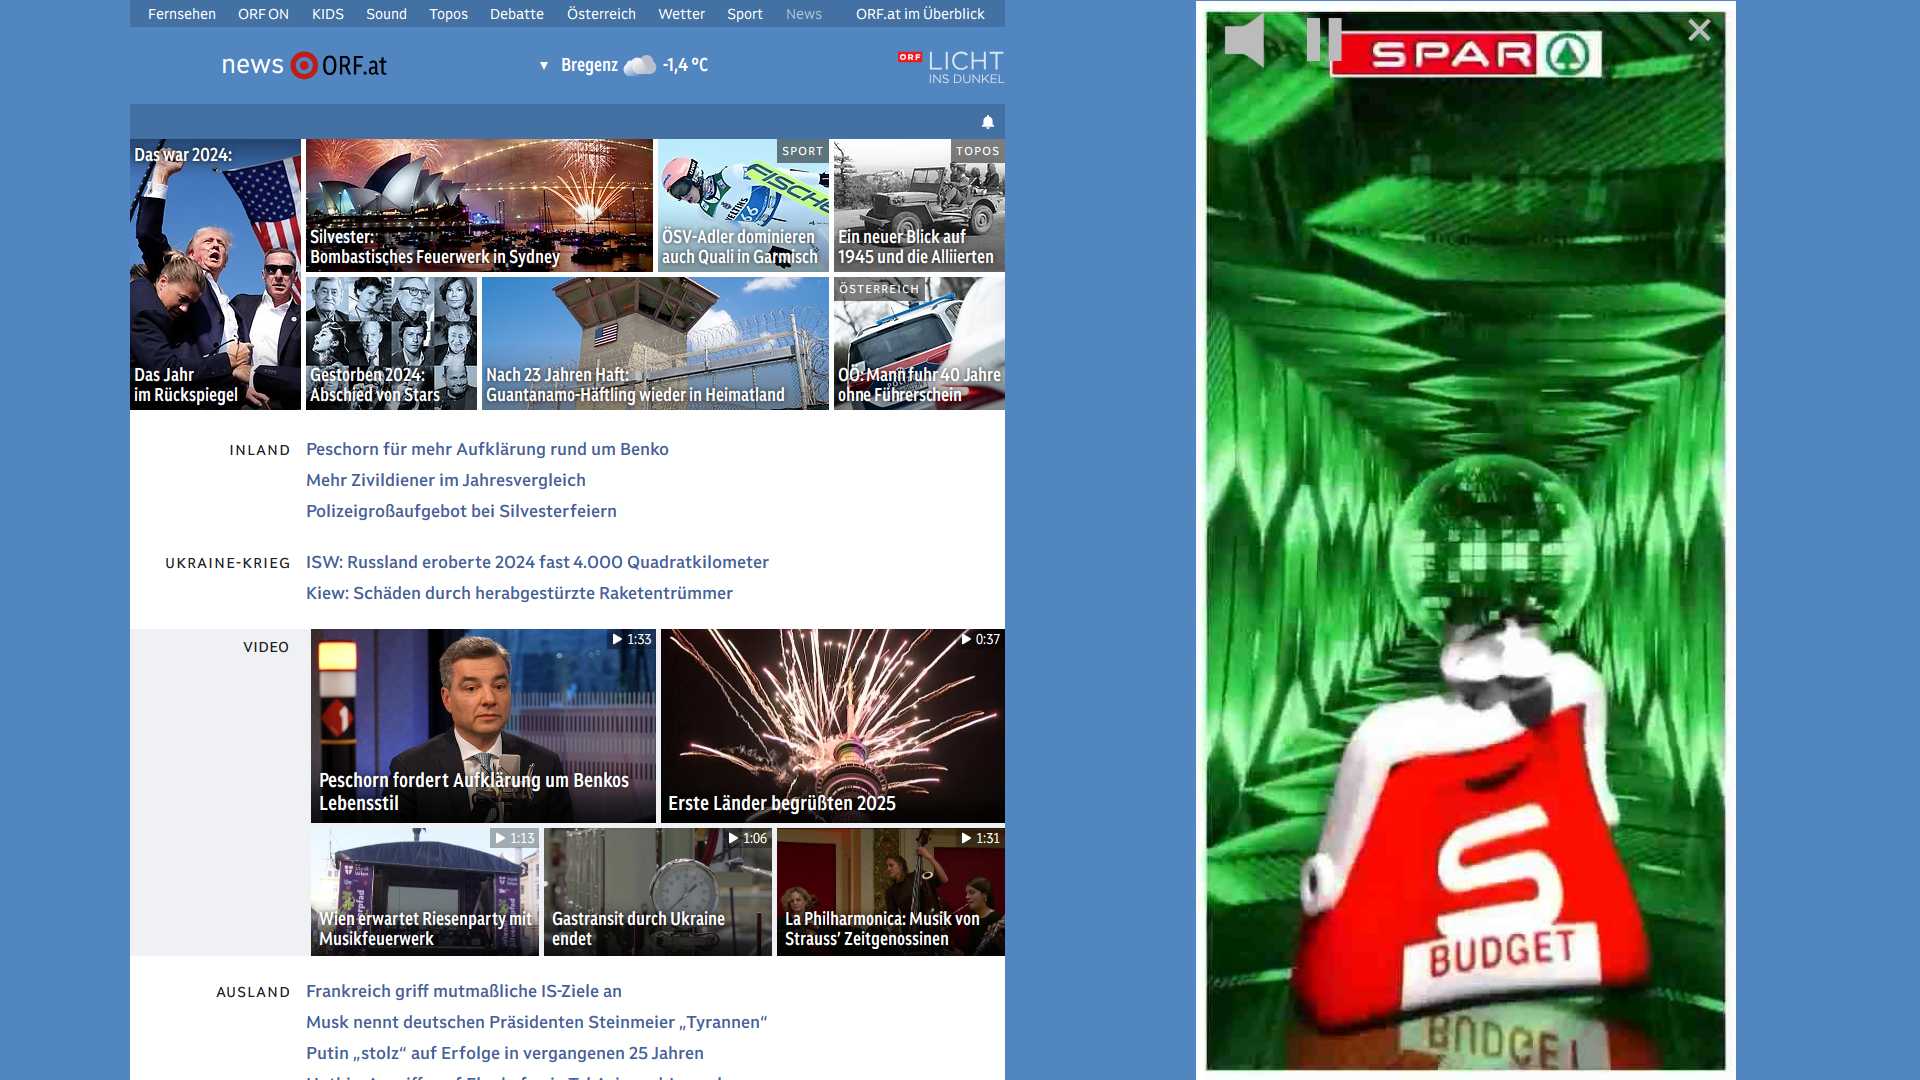 Fernsehen ORF ON KIDS Sound Topos Debatte Österreich Wetter Sport News ORF.at im Überblick
news ORF.at
Bregenz -1,4 °C
ORF LICHT
INS DUNKEL
Das war 2024:
Das Jahr
im Rückspiegel
Silvester:
Bombastisches Feuerwerk in Sydney
SPORT
FISCHE
ÖSV-Adler dominieren
auch Quali in Garmisch
TOPOS
Ein neuer Blick auf
1945 und die Alliierten
Gestorben 2024:
Abschied von Stars
Nach 23 Jahren Haft:
Guantanamo-Häftling wieder in Heimatland
ÖSTERREICH
OÖ: Mann fuhr 40 Jahre
ohne Führerschein
INLAND
Peschorn für mehr Aufklärung rund um Benko
Mehr Zivildiener im Jahresvergleich
Polizeigroßaufgebot bei Silvesterfeiern
UKRAINE-KRIEG
ISW: Russland eroberte 2024 fast 4.000 Quadratkilometer
Kiew: Schäden durch herabgestürzte Raketentrümmer
VIDEO
1:33
Peschorn fordert Aufklärung um Benkos
Lebensstil
0:37
Erste Länder begrüßten 2025
1:13
Wien erwartet Riesenparty mit
Musikfeuerwerk
1:06
Gastransit durch Ukraine
endet
1:31
La Philharmonica: Musik von
Strauss’ Zeitgenossinen
AUSLAND
Frankreich griff mutmaßliche IS-Ziele an
Musk nennt deutschen Präsidenten Steinmeier „Tyrannen“
Putin „stolz“ auf Erfolge in vergangenen 25 Jahren
SPAR
S
BUDGET